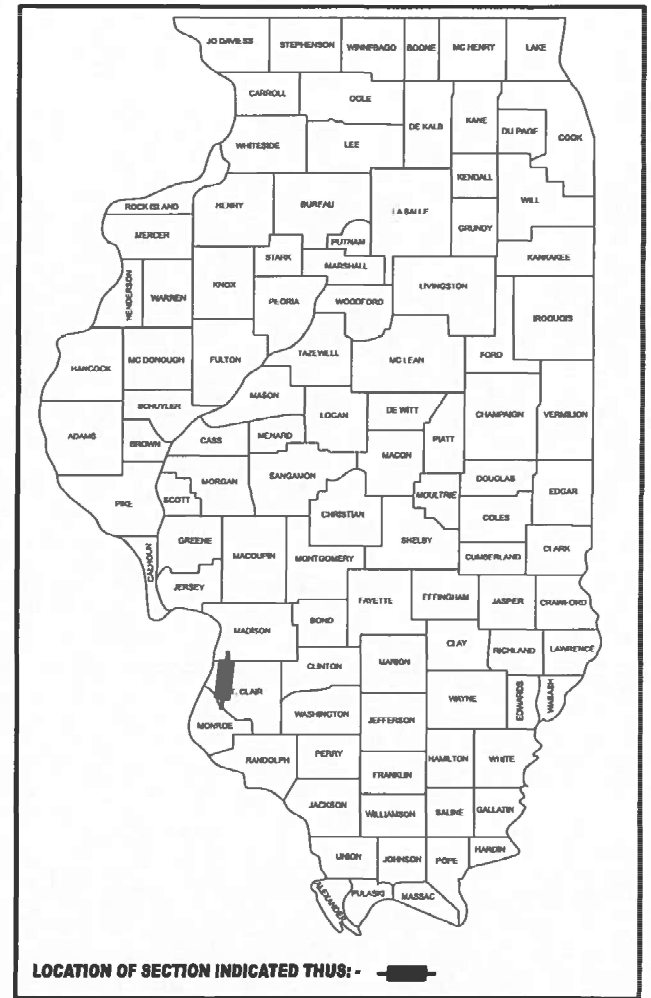 JO DAVIESS STEPHENSON WINNEBAGO BOONE MC HENRY LAKE
CARROLL OGLE DE KALB KANE DU PAGE COOK
WHITESIDE LEE
KENDALL
ROCK ISLAND HENRY BUREAU LA SALLE WILL
MERCER PUTNAM GRUNDY
STARK MARSHALL KANKAKEE
HENDERSON WARREN KNOX PEORIA WOODFORD LIVINGSTON IROQUOIS
HANCOCK MC DONOUGH FULTON TAZEWELL MC LEAN FORD
SCHUYLER MASON
ADAMS BROWN CASS MENARD LOGAN DE WITT PIATT CHAMPAIGN VERMILION
MACON
PIKE SCOTT MORGAN SANGAMON MOULTRIE DOUGLAS EDGAR
CHRISTIAN COLES
CALHOUN GREENE MACOUPIN MONTGOMERY SHELBY CUMBERLAND CLARK
JERSEY FAYETTE EFFINGHAM JASPER CRAWFORD
MADISON BOND
CLAY RICHLAND LAWRENCE
CLINTON MARION
T. CLAIR WAYNE EDWARDS WABASH
MONROE WASHINGTON JEFFERSON
RANDOLPH PERRY HAMILTON WHITE
FRANKLIN
JACKSON WILLIAMSON SALINE GALLATIN
UNION JOHNSON POPE HARDIN
ALEXANDER PULASKI MASSAC
LOCATION OF SECTION INDICATED THUS: -